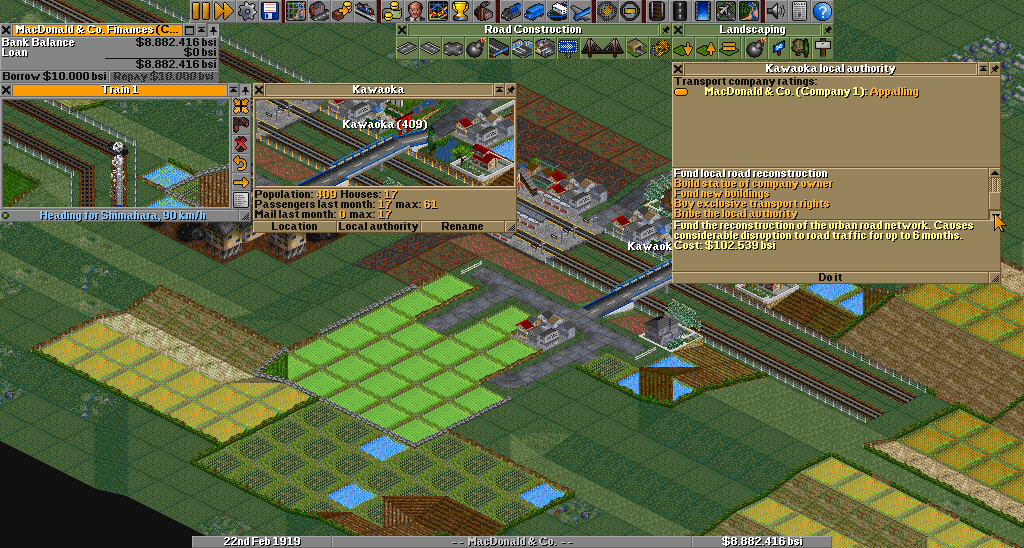 MacDonald & Co. Finances (C...
Bank Balance $8.882.416 bsi
Loan $0 bsi
$8.882.416 bsi
Borrow $10.000 bsi Repay $10.000 bsi
Train 1
Heading for Shinahara, 90 km/h
Kawaoka
Kawaoka (409)
Population: 409 Houses: 17
Passengers last month: 17 max: 61
Mail last month: 0 max: 17
Location Local authority Rename
Road Construction
Landscaping
Kawaoka local authority
Transport company ratings:
MacDonald & Co. (Company 1): Appalling
Fund local road reconstruction
Build statue of company owner
Fund new buildings
Buy exclusive transport rights
Bribe the local authority
Fund the reconstruction of the urban road network. Causes
considerable disruption to road traffic for up to 6 months.
Cost: $102.539 bsi
Do it
22nd Feb 1919
- - MacDonald & Co. - -
$8.882.416 bsi